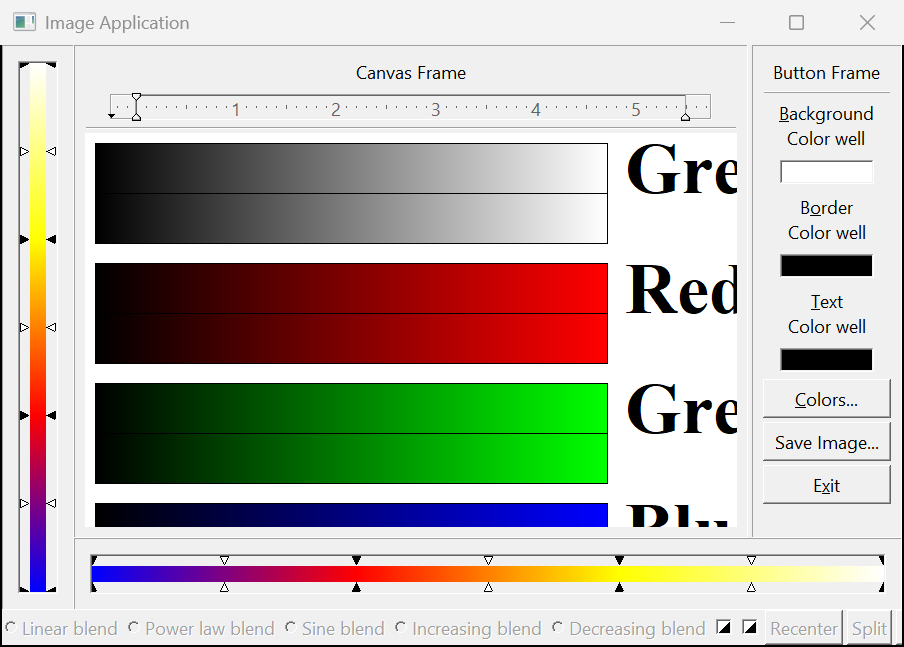 Image Application
Canvas Frame
1 2 3 4 5
Gre
Red
Gre
Button Frame
Background
Color well
Border
Color well
Text
Color well
Colors...
Save Image...
Exit
Linear blend Power law blend Sine blend Increasing blend Decreasing blend Recenter Split